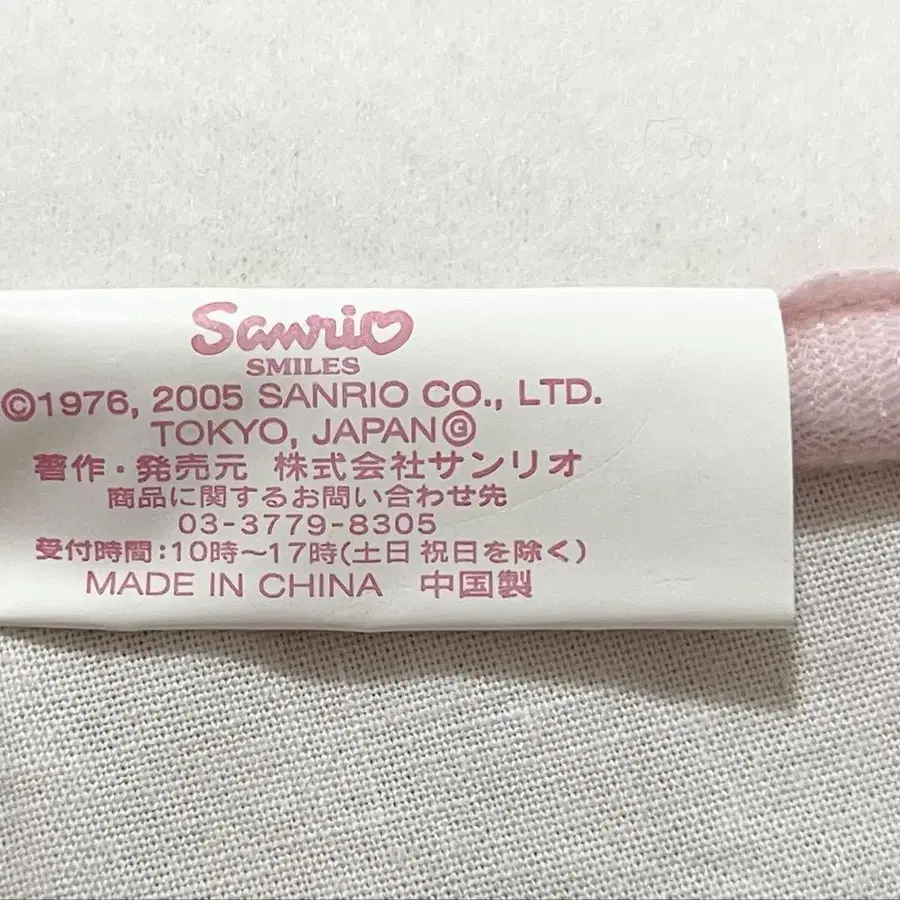 Sanrio
SMILES
©1976, 2005 SANRIO CO., LTD.
TOKYO, JAPANⒼ
著作・発売元 株式会社サンリオ
商品に関するお問い合わせ先
03-3779-8305
受付時間:10時〜17時(土日 祝日を除く)
MADE IN CHINA 中国製